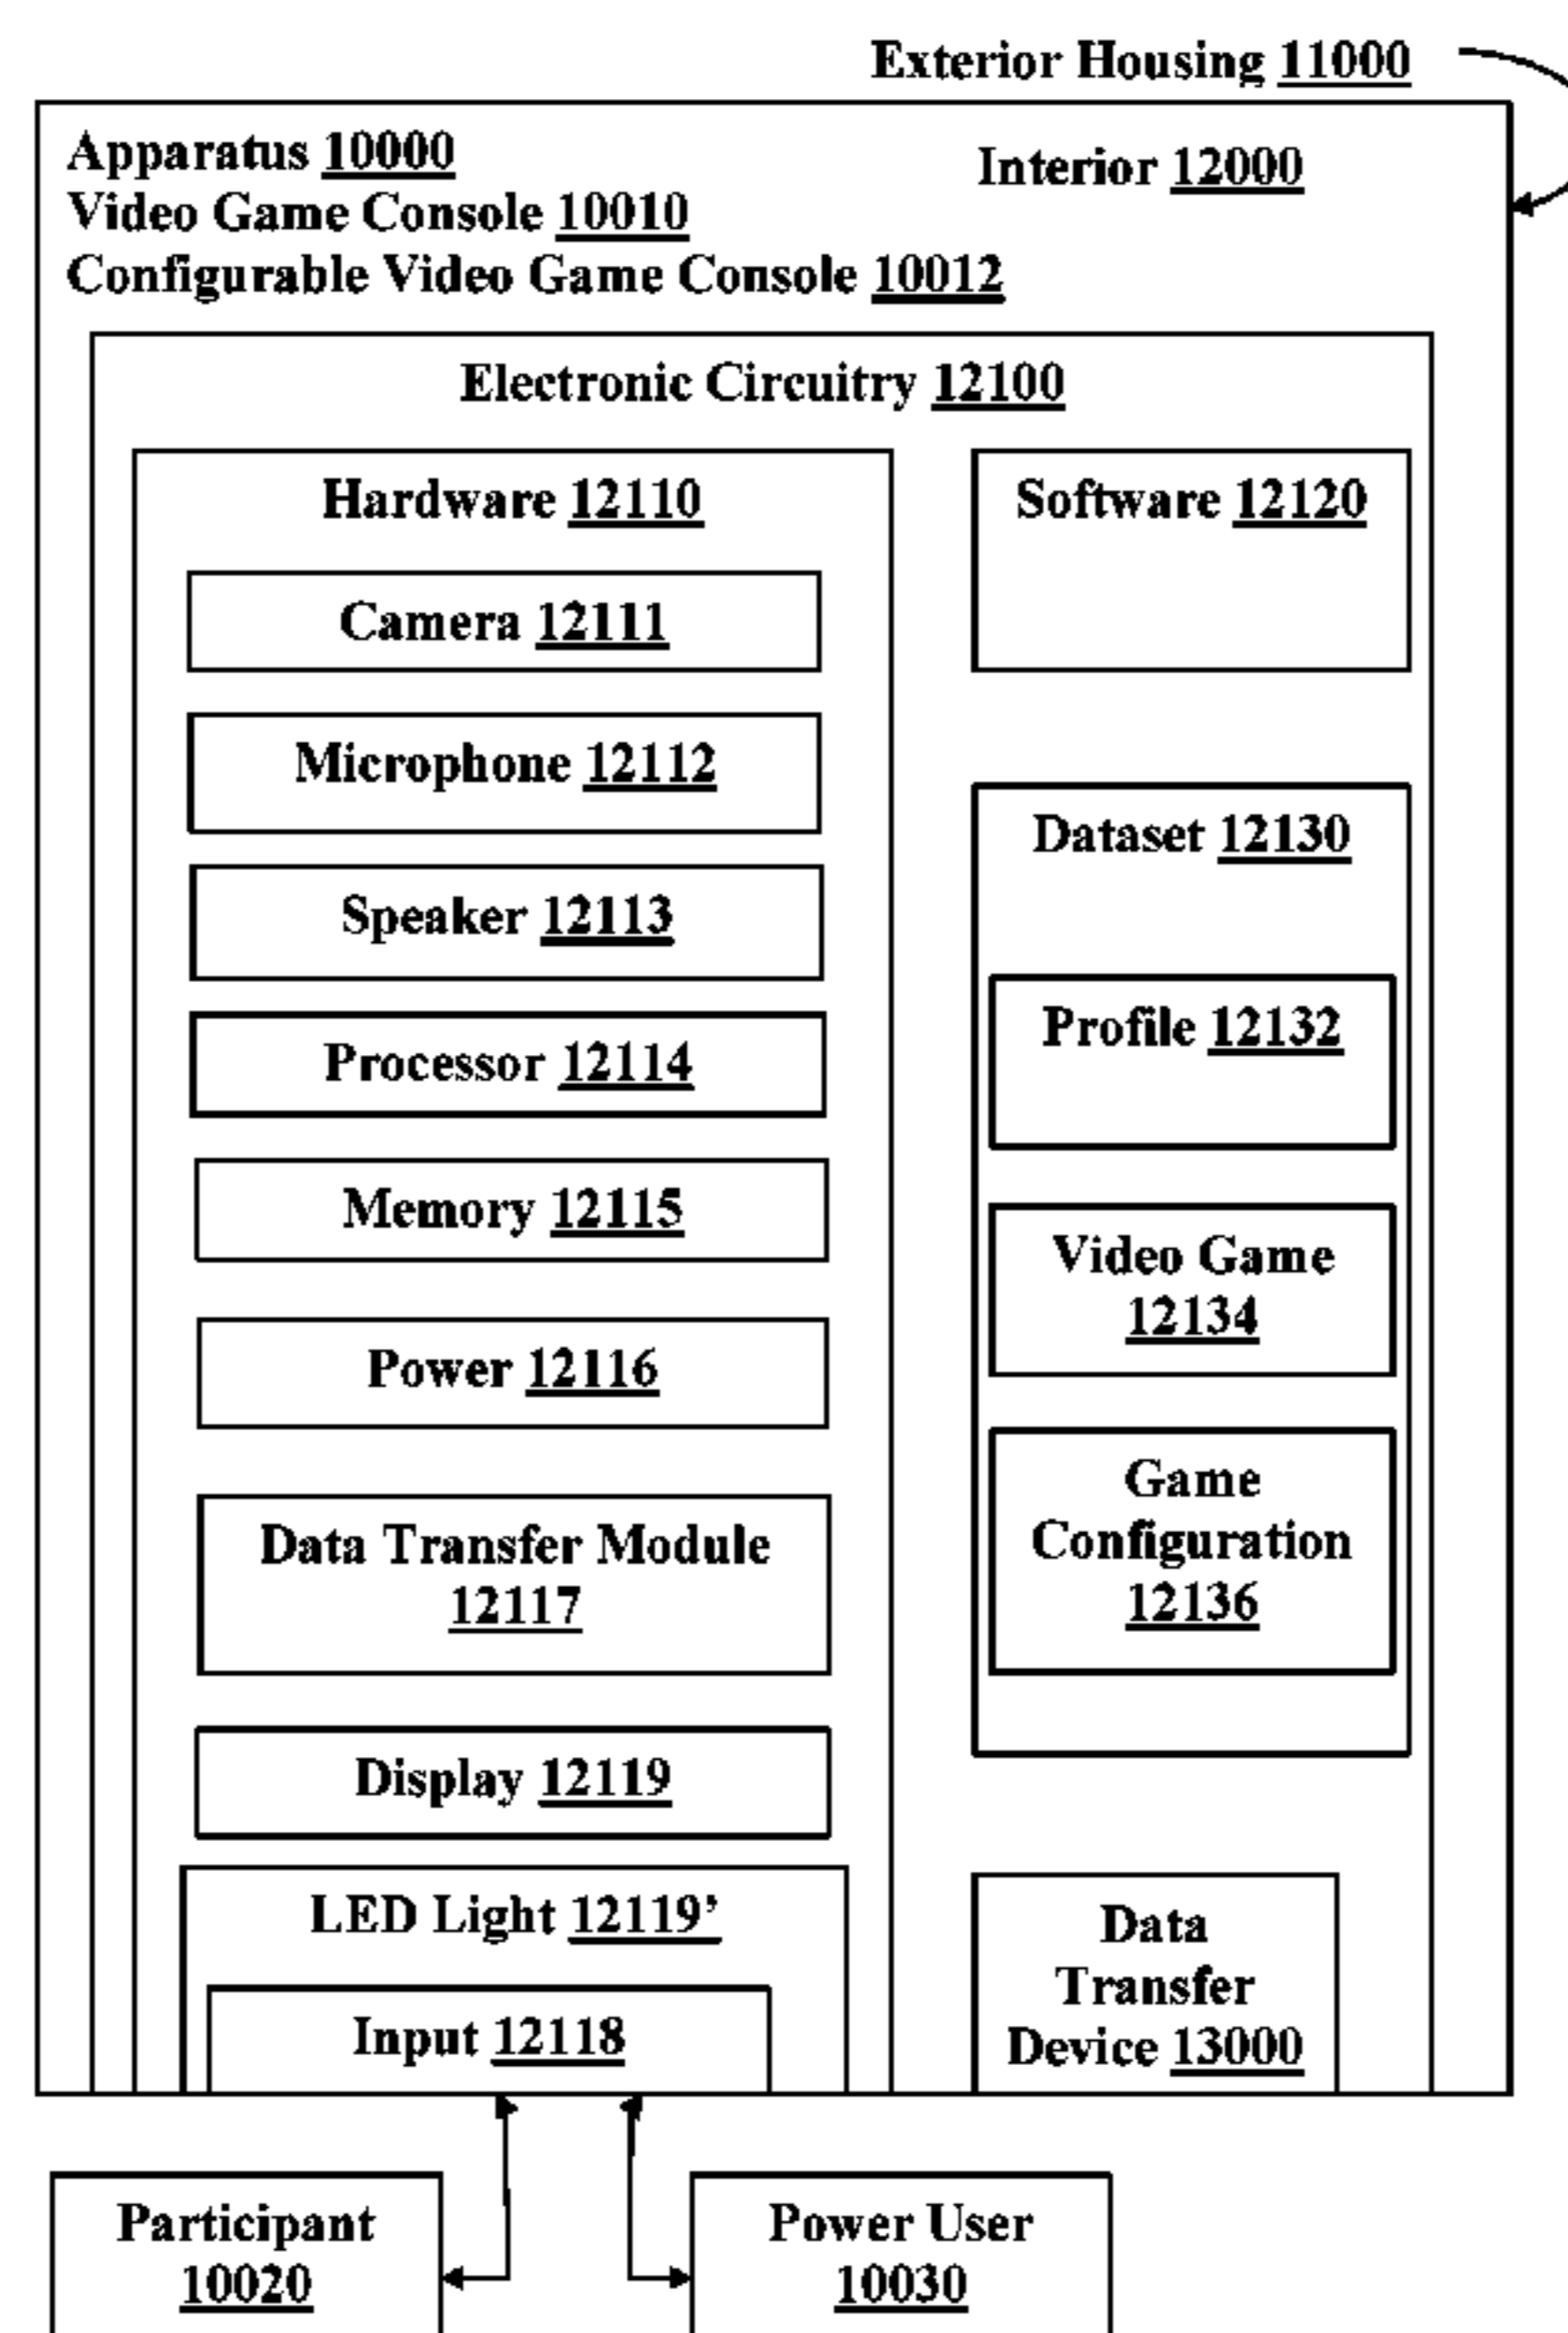 Exterior Housing 11000
Apparatus 10000
Interior 12000
Video Game Console 10010
Configurable Video Game Console 10012
Electronic Circuitry 12100
Hardware 12110
Camera 12111
Microphone 12112
Speaker 12113
Processor 12114
Memory 12115
Power 12116
Data Transfer Module
12117
Display 12119
LED Light 12119’
Input 12118
Software 12120
Dataset 12130
Profile 12132
Video Game
12134
Game
Configuration
12136
Data
Transfer
Device 13000
Participant
10020
Power User
10030